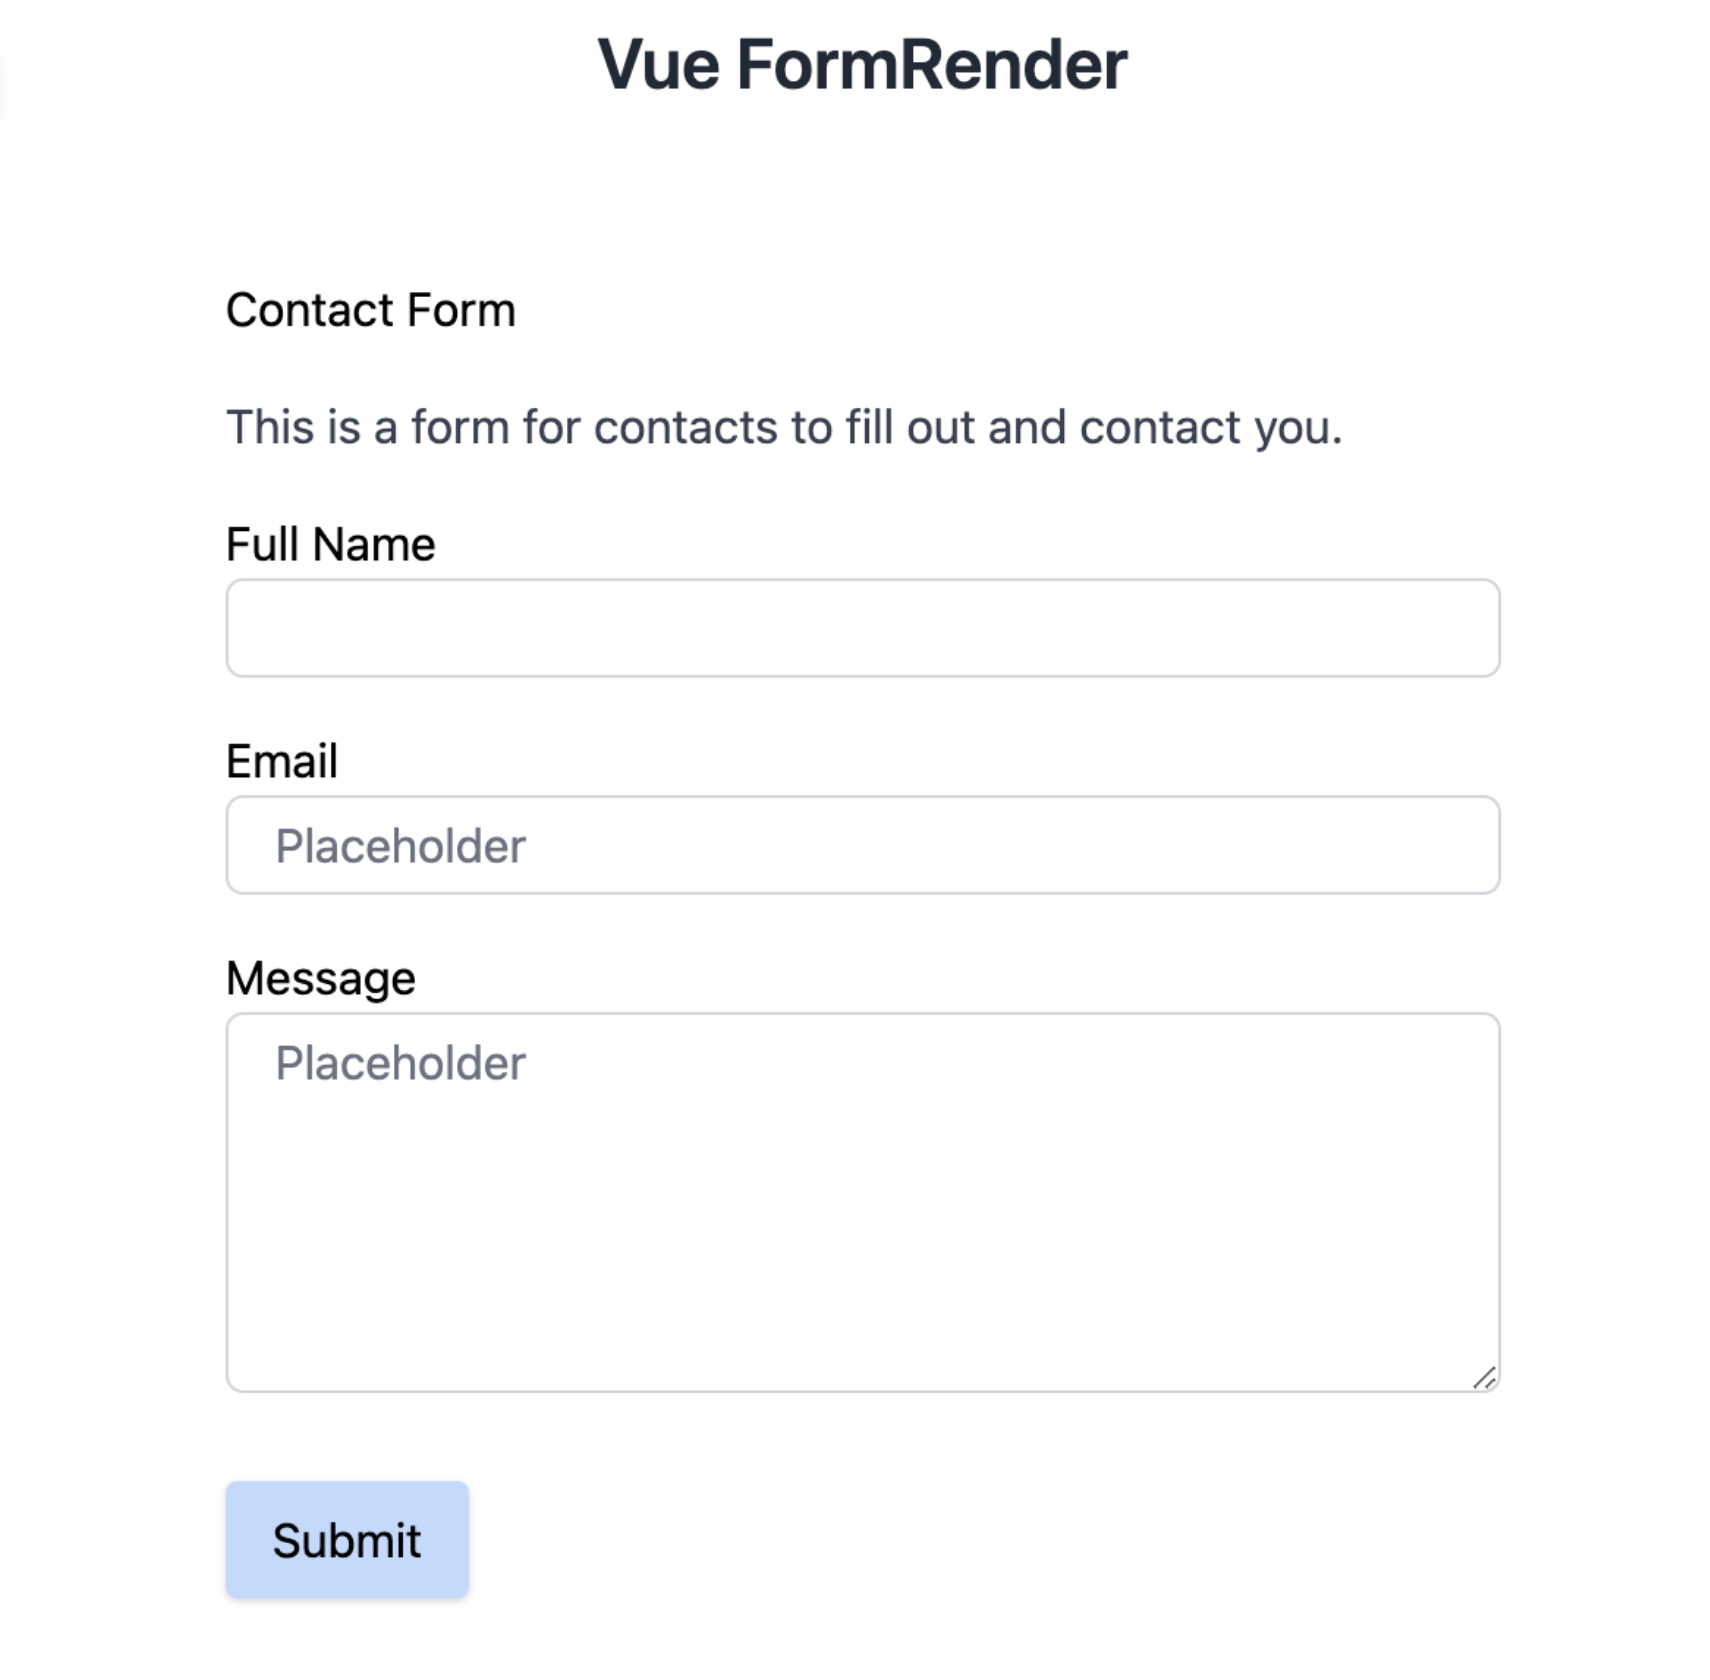 Vue FormRender
Contact Form
This is a form for contacts to fill out and contact you.
Full Name
Email
Placeholder
Message
Placeholder
Submit